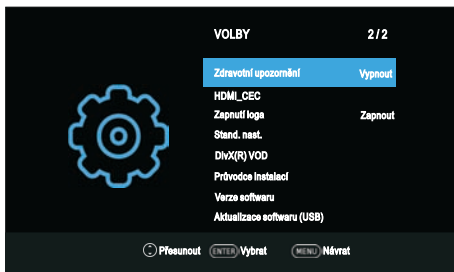 VOLBY 2/2
Zdravotní upozornění Vypnout
HDMI_CEC
Zapnutí loga Zapnout
Stand. nast.
DivX(R) VOD
Průvodce instalací
Verze softwaru
Aktualizace softwaru (USB)
Přesunout ENTER Vybrat MENU Návrat